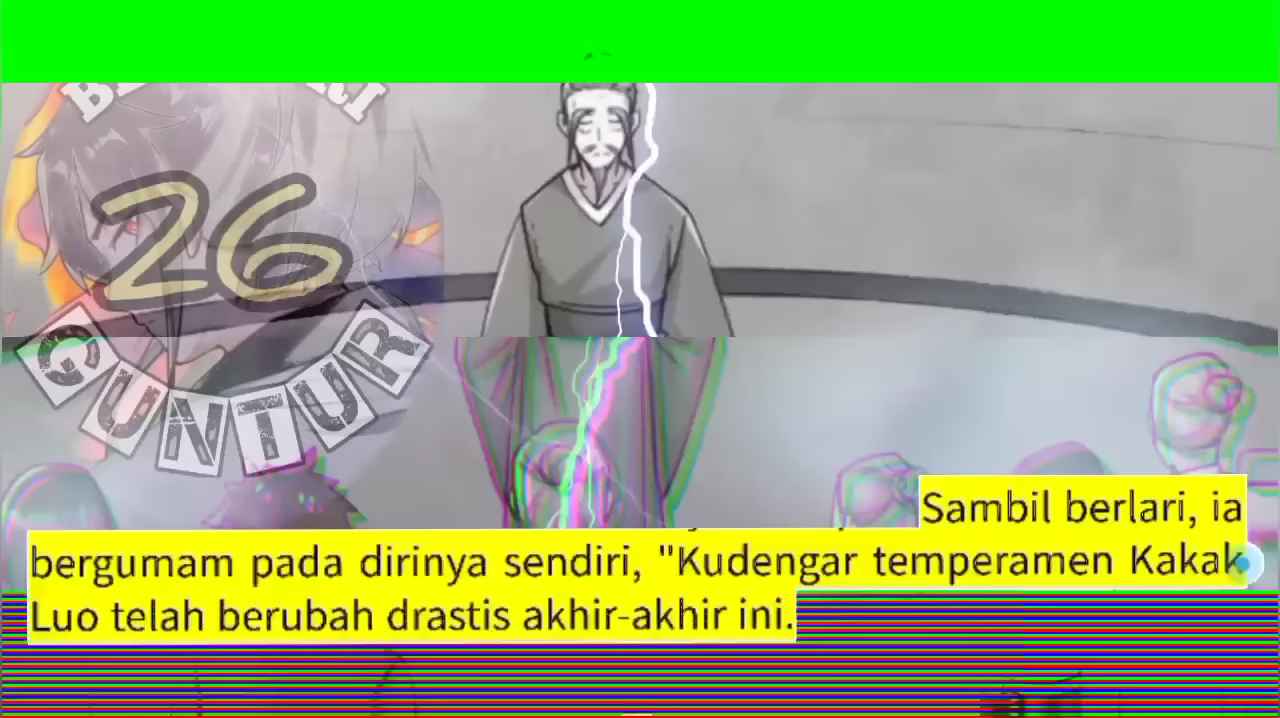 26
GUNTUR
Sambil berlari, ia
bergumam pada dirinya sendiri, "Kudengar temperamen Kakak
Luo telah berubah drastis akhir-akhir ini.